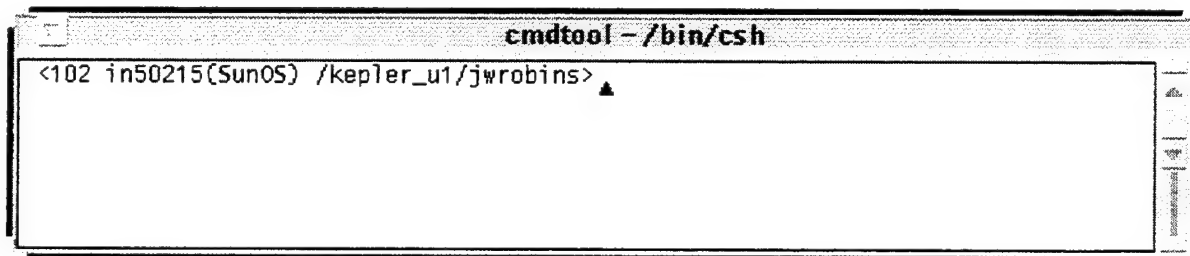 cmdtool – /bin/csh
<102 in50215(SunOS) /kepler_u1/jwrobins>